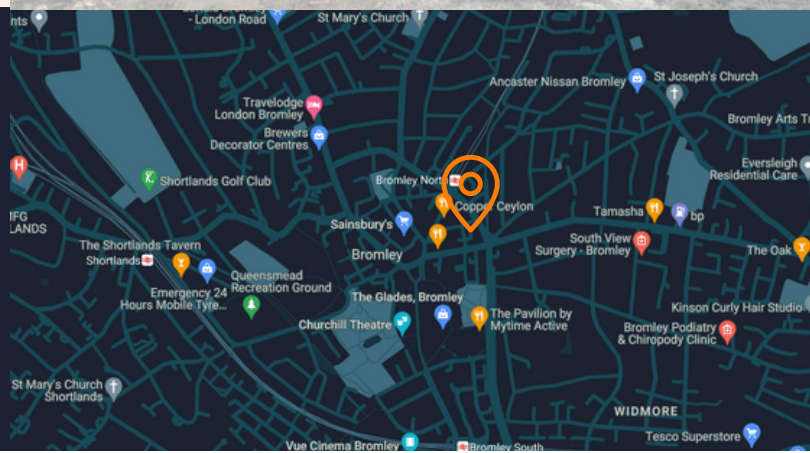 - London Road
St Mary's Church
nts
Ancaster Nissan Bromley
St Joseph's Church
Travelodge
London Bromley
Bromley Arts
Brewers
Decorator Centres
Eversleigh
Residential Care
H
Shortlands Golf Club
Bromley North
Copper Ceylon
Tamasha
bp
LANDS
Sainsbury's
The Shortlands Tavern
Shortlands
Bromley
South View
Surgery - Bromley
The Oak
Emergency 24
Hours Mobile Tyre...
Queensmead
Recreation Ground
The Glades, Bromley
Kinson Curly Hair Studio
Churchill Theatre
The Pavilion by
Mytime Active
Bromley Podiatry
& Chiropody Clinic
St Mary's Church
Shortlands
WIDMORE
Tesco Superstore
Vue Cinema Bromley
Bromley South